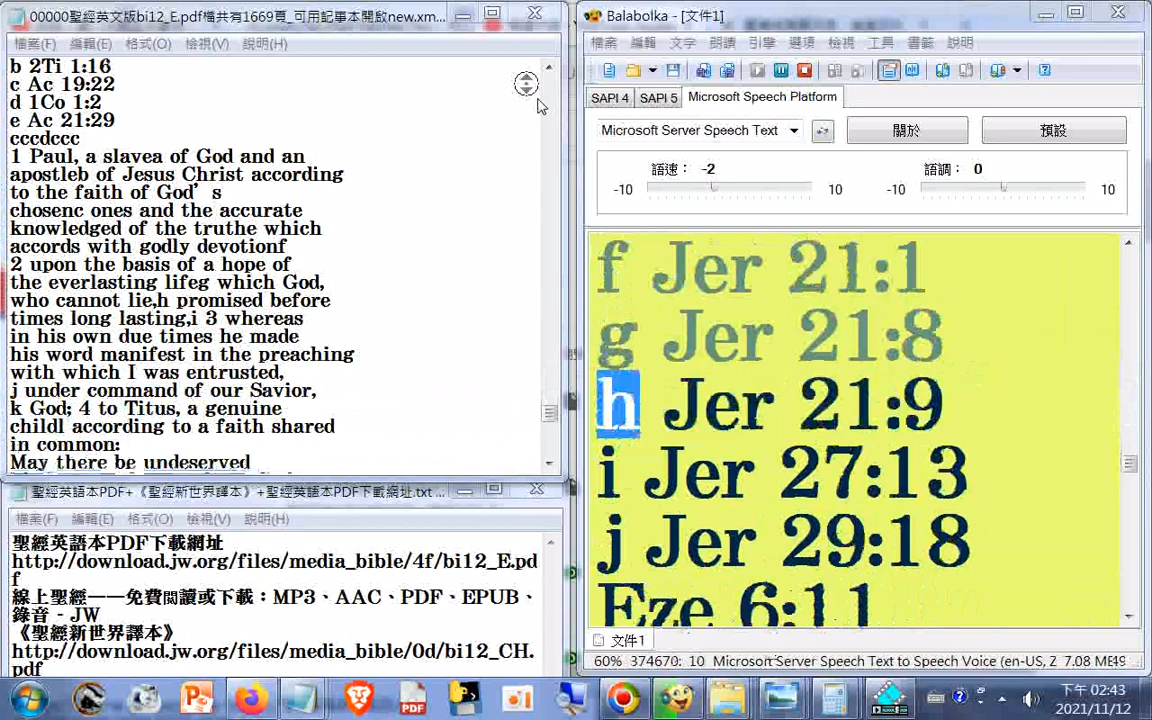 00000聖經英文版bi12_E.pdf檔共有1669頁_可用記事本開啟new.xm...
檔案(F) 編輯(E) 格式(O) 檢視(V) 說明(H)
b 2Ti 1:16
c Ac 19:22
d 1Co 1:2
e Ac 21:29
cccdccc
1 Paul, a slavea of God and an
apostleb of Jesus Christ according
to the faith of God’s
chosenc ones and the accurate
knowledged of the truthe which
accords with godly devotionf
2 upon the basis of a hope of
the everlasting lifeg which God,
who cannot lie,h promised before
times long lasting,i 3 whereas
in his own due times he made
his word manifest in the preaching
with which I was entrusted,
j under command of our Savior,
k God; 4 to Titus, a genuine
childl according to a faith shared
in common:
May there be undeserved
聖經英語本PDF+《聖經新世界譯本》+聖經英語本PDF下載網址.txt ...
檔案(F) 編輯(E) 格式(O) 檢視(V) 說明(H)
聖經英語本PDF下載網址
http://download.jw.org/files/media_bible/4f/bi12_E.pd
f
線上聖經──免費閱讀或下載：MP3、AAC、PDF、EPUB、
錄音 - JW
《聖經新世界譯本》
http://download.jw.org/files/media_bible/0d/bi12_CH.
pdf
Balabolka - [文件1]
檔案 編輯 文字 朗讀 引擎 選項 檢視 工具 書籤 說明
SAPI 4 SAPI 5 Microsoft Speech Platform
Microsoft Server Speech Text 關於 預設
語速： -2 語調： 0
-10 10 -10 10
f Jer 21:1
g Jer 21:8
h Jer 21:9
i Jer 27:13
j Jer 29:18
Eze 6:11
文件1
60% 374670: 10 Microsoft Server Speech Text to Speech Voice (en-US, Z 7.08 MB
下午 02:43
2021/11/12